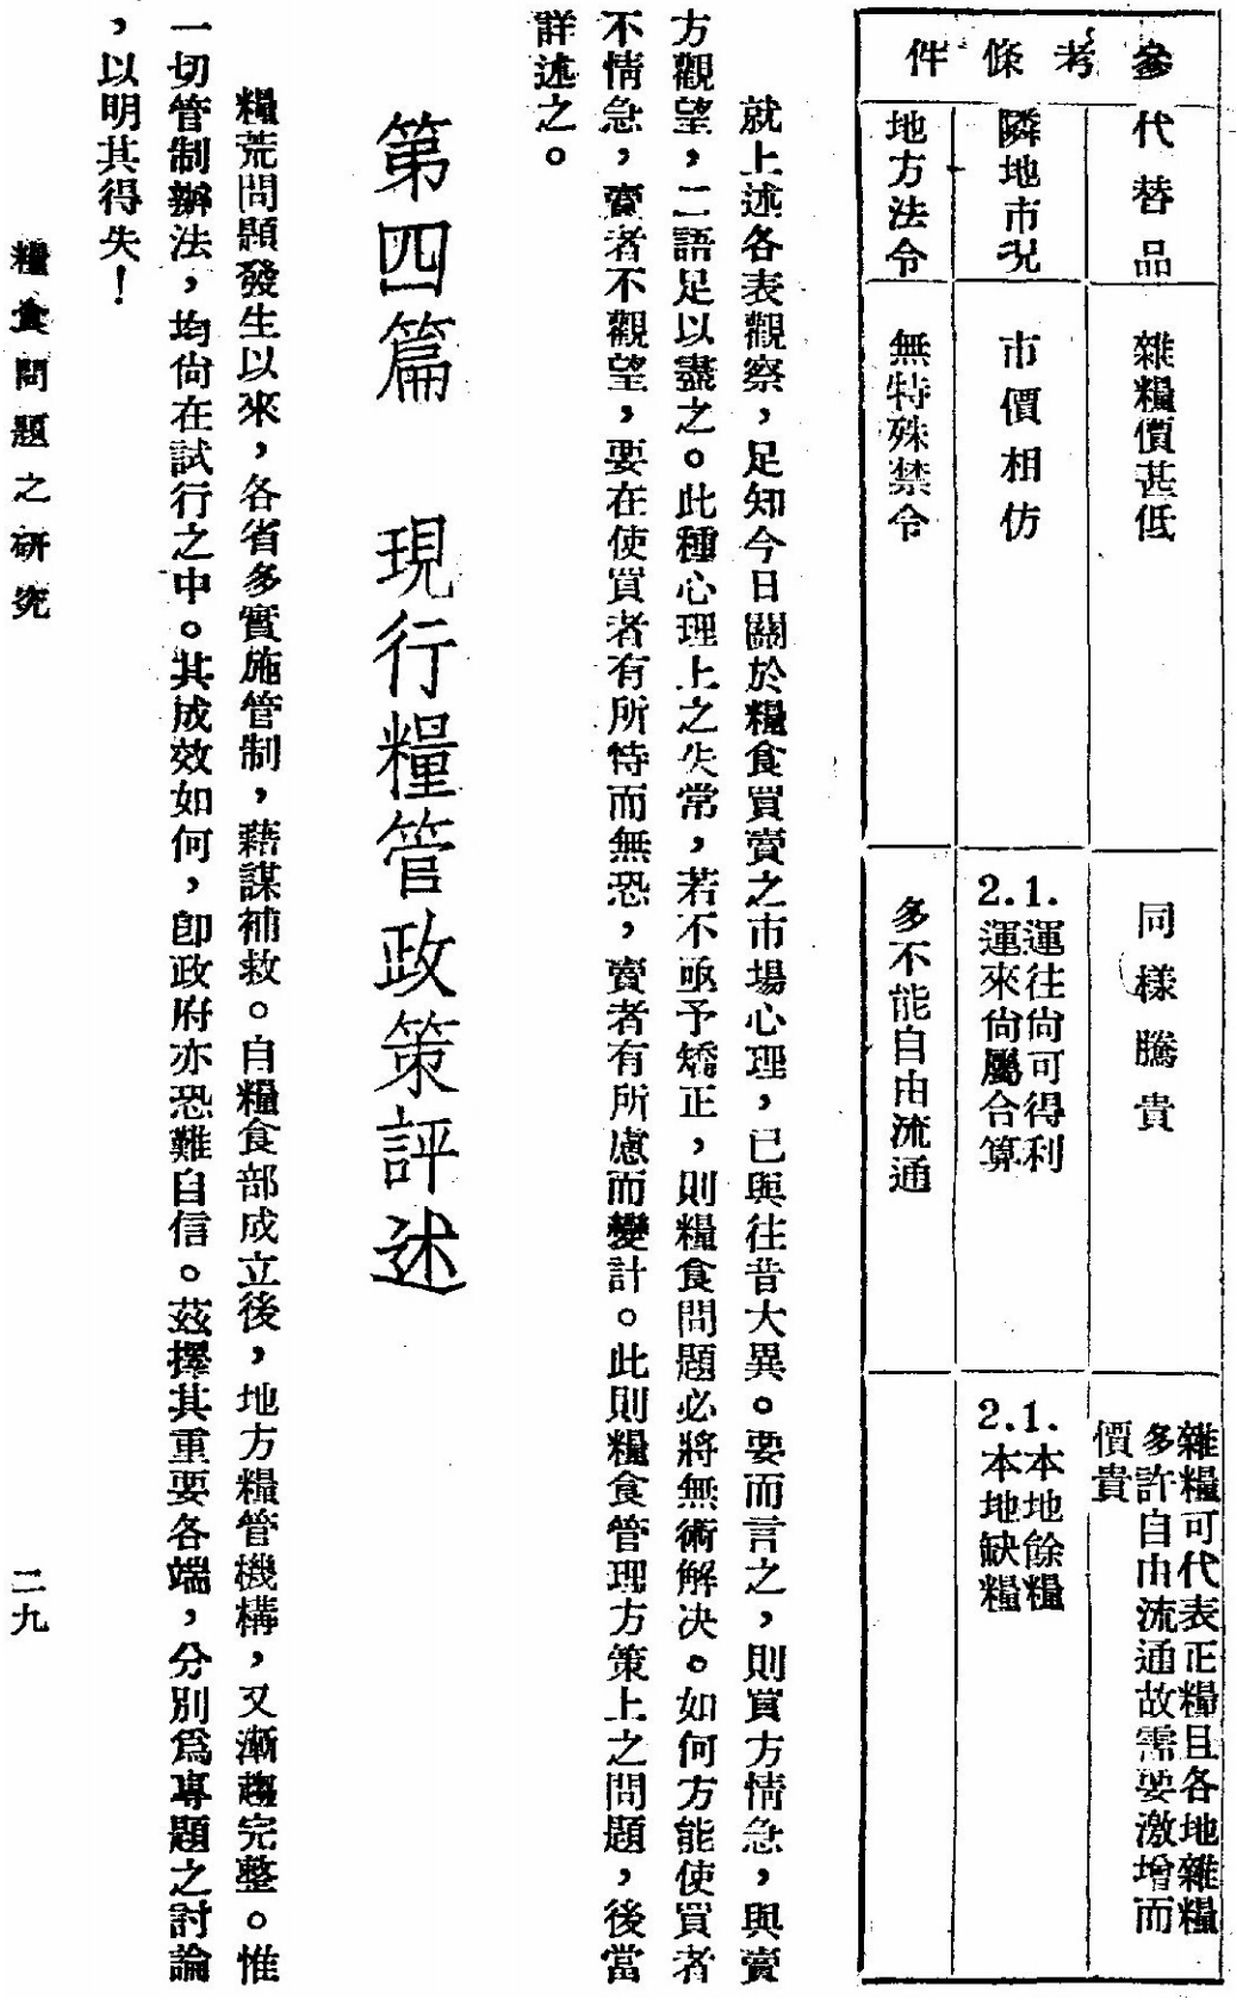 參考條件
代替品
雜糧價甚低
同樣騰貴
雜糧可代表正糧且各地雜糧
多許自由流通故需要激增而
價貴
隣地市況
市價相仿
1.運往尙可得利
2.運來尙屬合算
1.本地餘糧
2.本地缺糧
地方法令
無特殊禁令
多不能自由流通
就上述各表觀察，足知今日關於糧食買賣之市場心理，已與往昔大異。要而言之，則買方情急，與賣
方觀望，二語足以盡之。此種心理上之失常，若不亟予矯正，則糧食問題必將無術解決。如何方能使買者
不情急，賣者不觀望，要在使買者有所恃而無恐，賣者有所慮而變計。此則糧食管理方策上之問題，後當
詳述之。
第四篇　現行糧管政策評述
糧荒問題發生以來，各省多實施管制，藉謀補救。自糧食部成立後，地方糧管機構，又漸趨完整。惟
一切管制辦法，均尙在試行之中。其成效如何，卽政府亦恐難自信。茲擇其重要各端，分別爲專題之討論
，以明其得失！
糧食問題之研究
二九